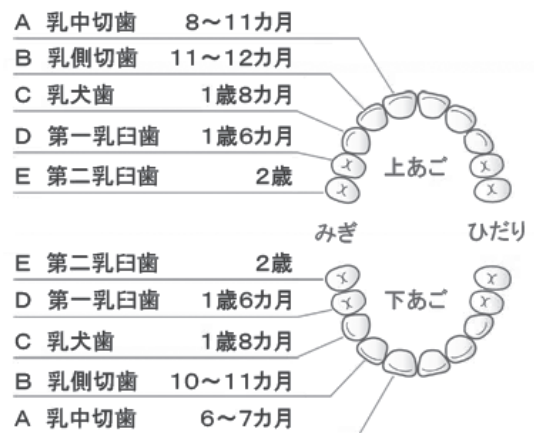 A 乳中切歯 8〜11カ月
B 乳側切歯 11〜12カ月
C 乳犬歯 1歳8カ月
D 第一乳臼歯 1歳6カ月
E 第二乳臼歯 2歳
上あご
みぎ ひだり
E 第二乳臼歯 2歳
D 第一乳臼歯 1歳6カ月
C 乳犬歯 1歳8カ月
B 乳側切歯 10〜11カ月
A 乳中切歯 6〜7カ月
下あご